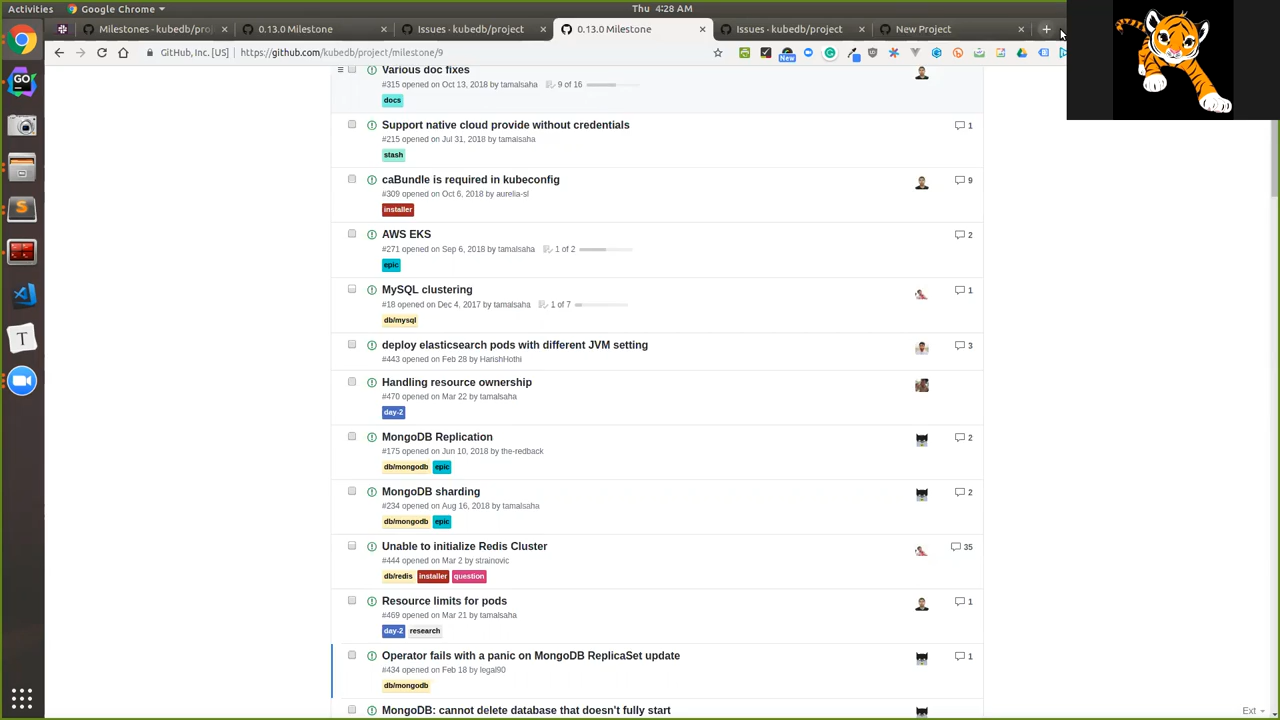 Activities Google Chrome Thu 4:28 AM
Milestones - kubedb/project 0.13.0 Milestone Issues · kubedb/project 0.13.0 Milestone Issues · kubedb/project New Project
GitHub, Inc. [US] https://github.com/kubedb/project/milestone/9 New
Various doc fixes
#315 opened on Oct 13, 2018 by tamalsaha 9 of 16
docs
Support native cloud provide without credentials 1
#215 opened on Jul 31, 2018 by tamalsaha
stash
caBundle is required in kubeconfig 9
#309 opened on Oct 6, 2018 by aurelia-sl
installer
AWS EKS 2
#271 opened on Sep 6, 2018 by tamalsaha 1 of 2
epic
MySQL clustering 1
#18 opened on Dec 4, 2017 by tamalsaha 1 of 7
db/mysql
deploy elasticsearch pods with different JVM setting 3
#443 opened on Feb 28 by HarishHothi
Handling resource ownership
#470 opened on Mar 22 by tamalsaha
day-2
MongoDB Replication 2
#175 opened on Jun 10, 2018 by the-redback
db/mongodb epic
MongoDB sharding 2
#234 opened on Aug 16, 2018 by tamalsaha
db/mongodb epic
Unable to initialize Redis Cluster 35
#444 opened on Mar 2 by strainovic
db/redis installer question
Resource limits for pods 1
#469 opened on Mar 21 by tamalsaha
day-2 research
Operator fails with a panic on MongoDB ReplicaSet update 1
#434 opened on Feb 18 by legal90
db/mongodb
MongoDB: cannot delete database that doesn't fully start
GO
S
T
Ext